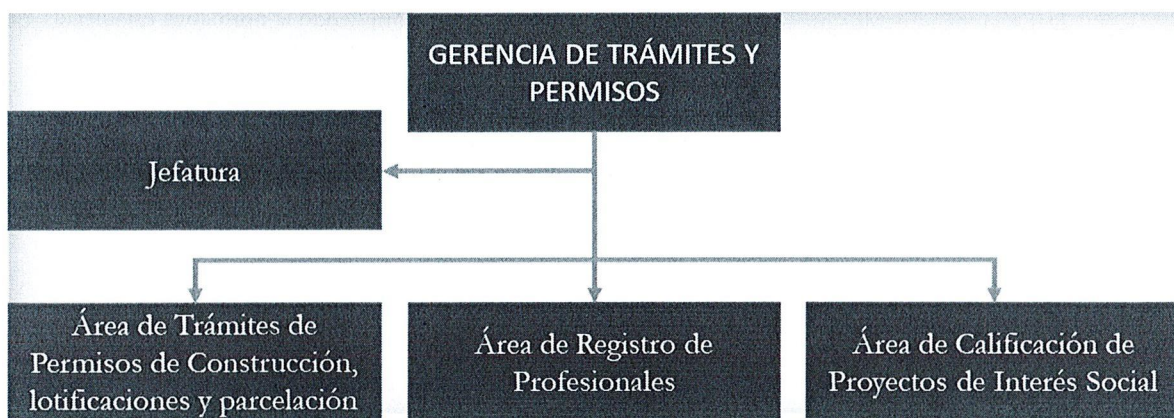 GERENCIA DE TRÁMITES Y
PERMISOS
Jefatura
Área de Trámites de
Permisos de Construcción,
lotificaciones y parcelación
Área de Registro de
Profesionales
Área de Calificación de
Proyectos de Interés Social